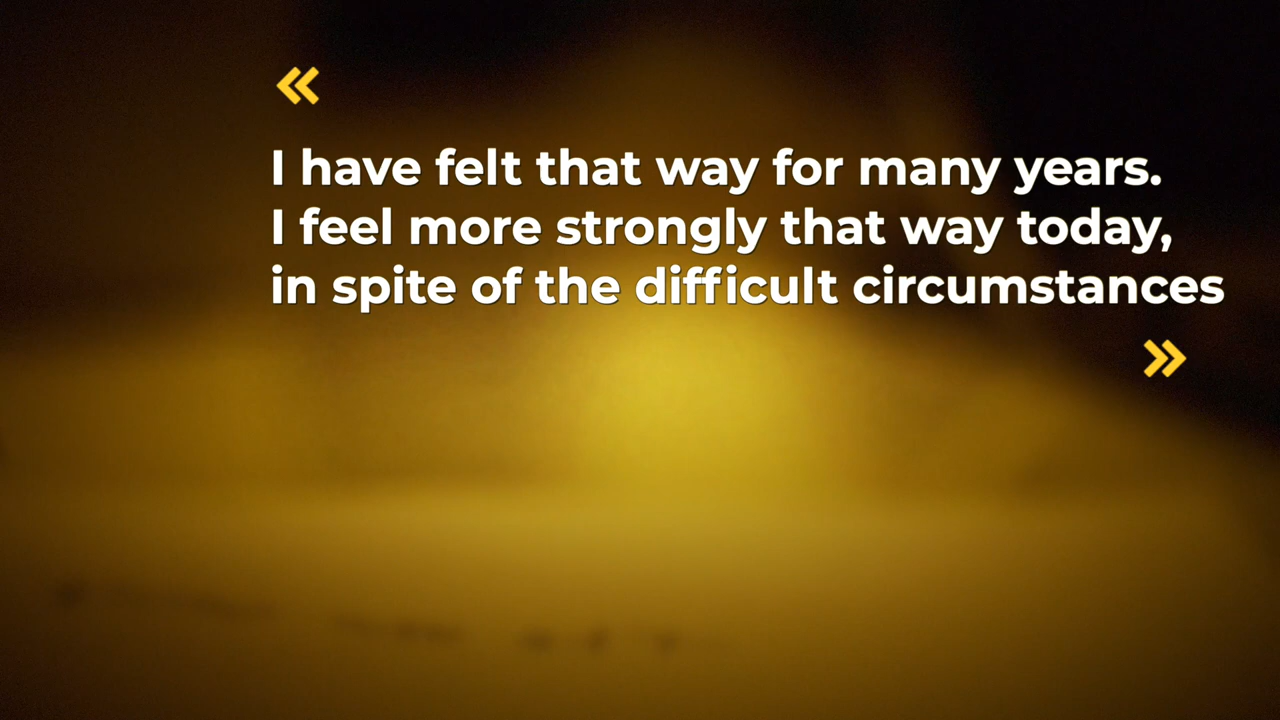 «
I have felt that way for many years.
I feel more strongly that way today,
in spite of the difficult circumstances
»